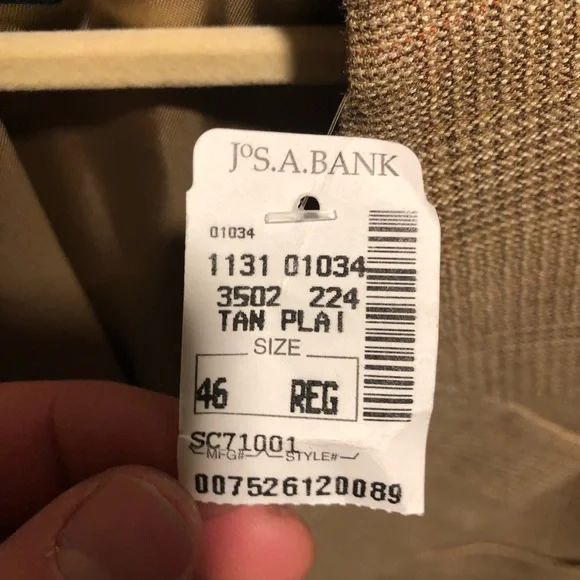 JoS.A.BANK
01034
1131 01034
3502 224
TAN PLAI
SIZE
46 REG
SC71001
MFG# STYLE#
007526120089